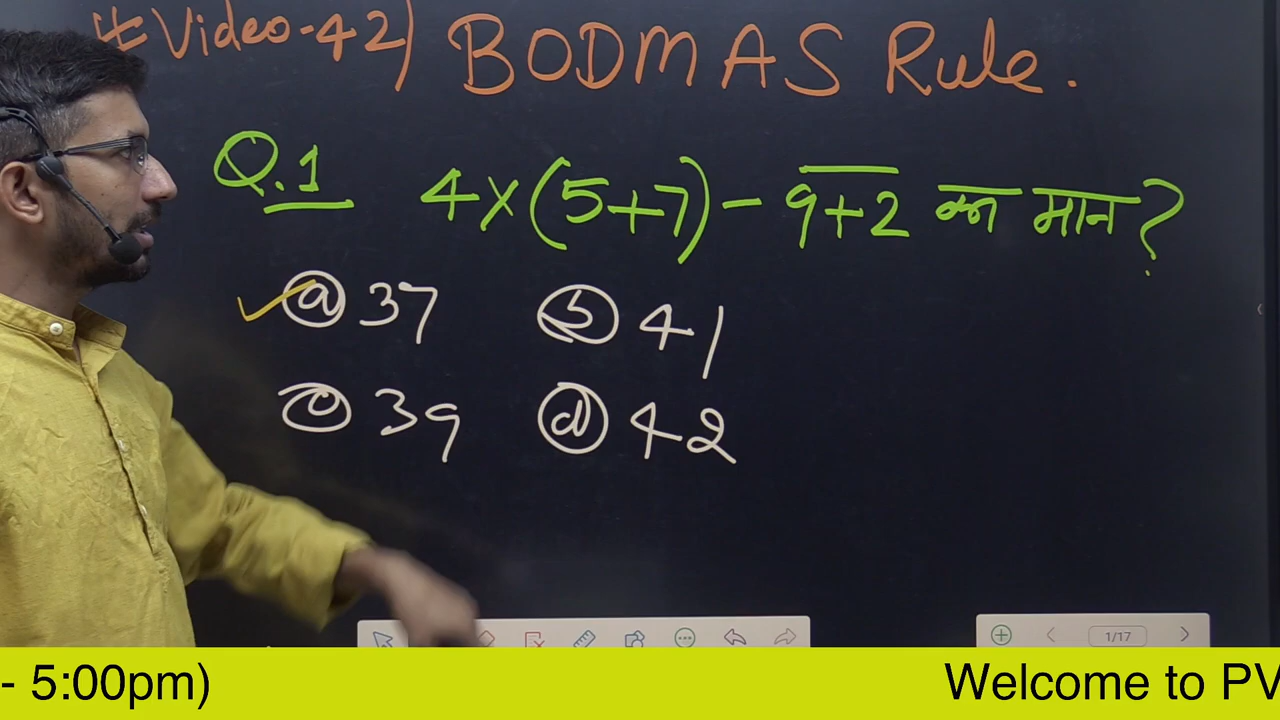 # Video-42) BODMAS Rule.
Q.1 4×(5+7)- \overline{9+2} का मान?
ⓐ 37 ⓑ 41
ⓒ 39 ⓓ 42
1/17
- 5:00pm) Welcome to PV